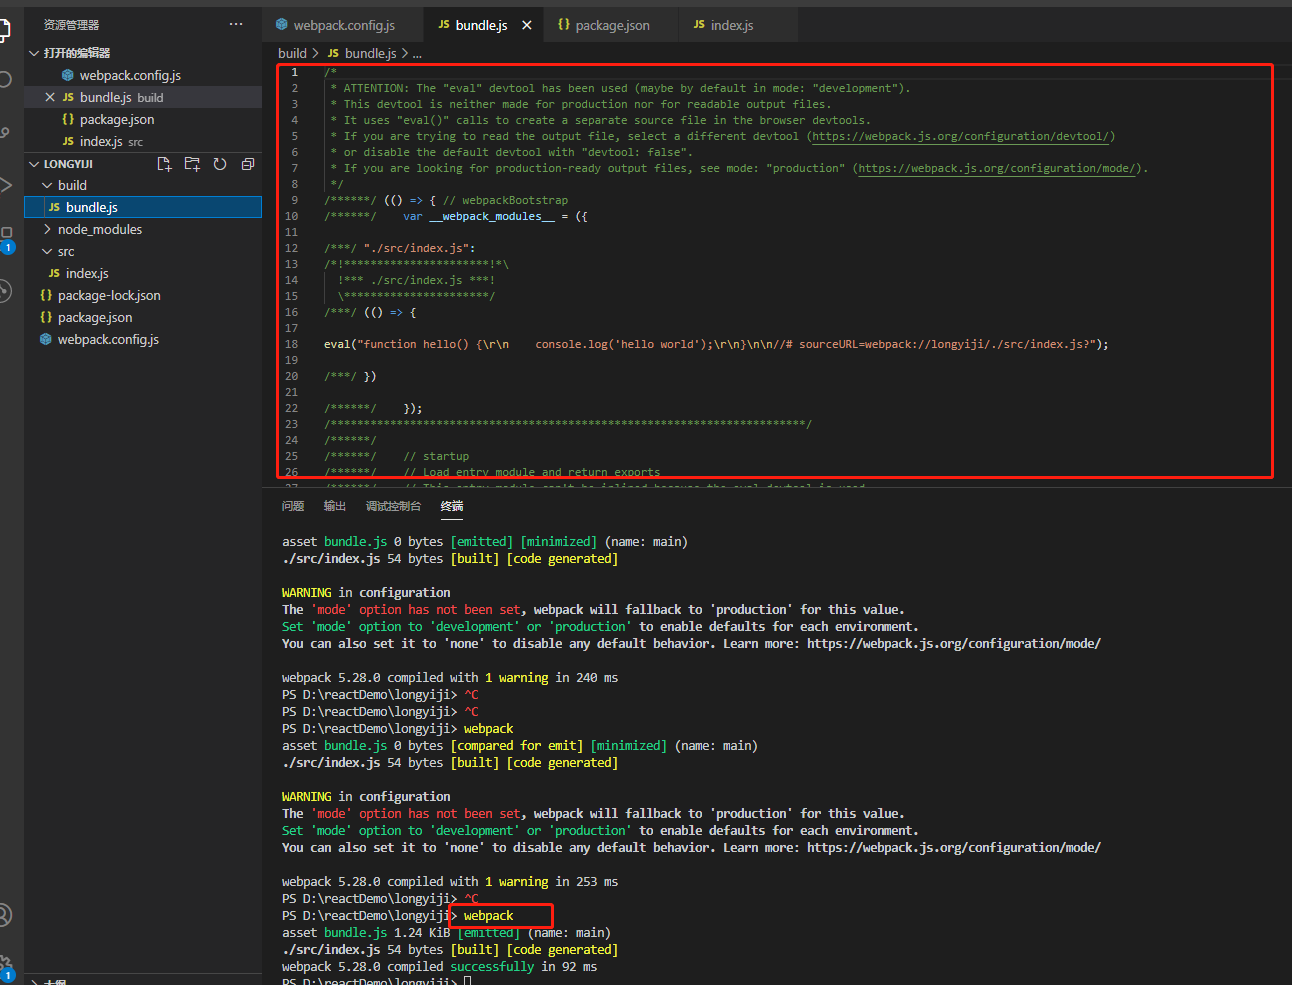 资源管理器
打开的编辑器
webpack.config.js
bundle.js build
package.json
index.js src
LONGYIJI
build
bundle.js
node_modules
src
index.js
package-lock.json
package.json
webpack.config.js
1
1
webpack.config.js
bundle.js
package.json
index.js
build > JS bundle.js > ...
1 /*
2 * ATTENTION: The "eval" devtool has been used (maybe by default in mode: "development").
3 * This devtool is neither made for production nor for readable output files.
4 * It uses "eval()" calls to create a separate source file in the browser devtools.
5 * If you are trying to read the output file, select a different devtool (https://webpack.js.org/configuration/devtool/)
6 * or disable the default devtool with "devtool: false".
7 * If you are looking for production-ready output files, see mode: "production" (https://webpack.js.org/configuration/mode/).
8 */
9 /******/ (() => { // webpackBootstrap
10 /******/ var __webpack_modules__ = ({
11
12 /***/ "./src/index.js":
13 /*!**********************!*\
14 !*** ./src/index.js ***!
15 \**********************/
16 /***/ (() => {
17
18 eval("function hello() {\r\n    console.log('hello world');\r\n}\n\n//# sourceURL=webpack://longyiji/./src/index.js?");
19
20 /***/ })
21
22 /******/ });
23 /************************************************************************/
24 /******/
25 /******/ // startup
26 /******/ // Load entry module and return exports
27 /******/ // This entry module can't be inlined because the eval devtool is used.
问题 输出 调试控制台 终端
asset bundle.js 0 bytes [emitted] [minimized] (name: main)
./src/index.js 54 bytes [built] [code generated]
WARNING in configuration
The 'mode' option has not been set, webpack will fallback to 'production' for this value.
Set 'mode' option to 'development' or 'production' to enable defaults for each environment.
You can also set it to 'none' to disable any default behavior. Learn more: https://webpack.js.org/configuration/mode/
webpack 5.28.0 compiled with 1 warning in 240 ms
PS D:\reactDemo\longyiji> ^C
PS D:\reactDemo\longyiji> ^C
PS D:\reactDemo\longyiji> webpack
asset bundle.js 0 bytes [compared for emit] [minimized] (name: main)
./src/index.js 54 bytes [built] [code generated]
WARNING in configuration
The 'mode' option has not been set, webpack will fallback to 'production' for this value.
Set 'mode' option to 'development' or 'production' to enable defaults for each environment.
You can also set it to 'none' to disable any default behavior. Learn more: https://webpack.js.org/configuration/mode/
webpack 5.28.0 compiled with 1 warning in 253 ms
PS D:\reactDemo\longyiji> ^C
PS D:\reactDemo\longyiji> webpack
asset bundle.js 1.24 KiB [emitted] (name: main)
./src/index.js 54 bytes [built] [code generated]
webpack 5.28.0 compiled successfully in 92 ms
PS D:\reactDemo\longyiji>
大纲